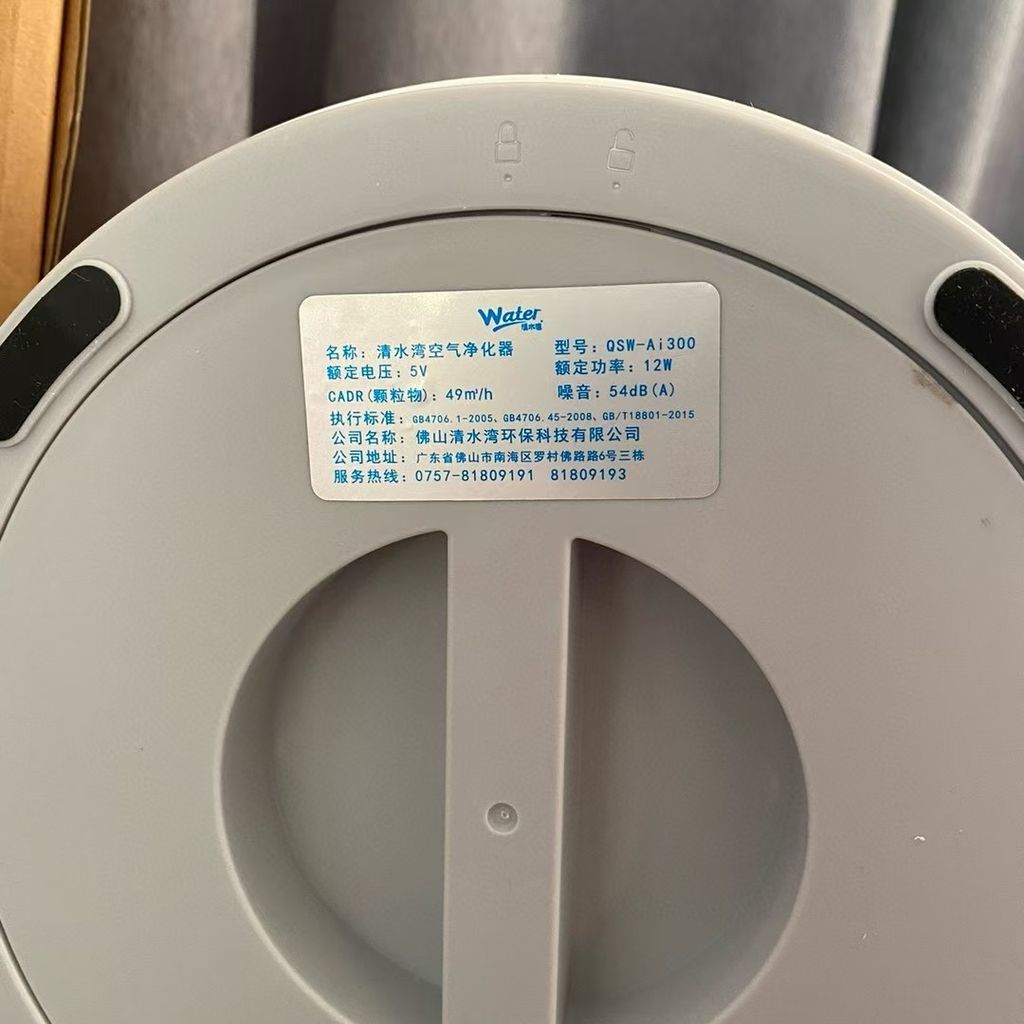 Water
清水湾
名称：清水湾空气净化器 型号：QSW-Ai300
额定电压：5V 额定功率：12W
CADR(颗粒物)：49m³/h 噪音：54dB(A)
执行标准：GB4706.1-2005、GB4706.45-2008、GB/T18801-2015
公司名称：佛山清水湾环保科技有限公司
公司地址：广东省佛山市南海区罗村佛路路6号三栋
服务热线：0757-81809191 81809193